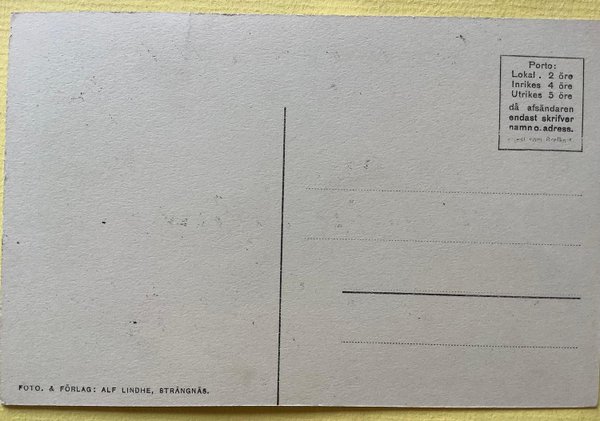 Porto:
Lokal . 2 öre
Inrikes 4 öre
Utrikes 5 öre
då afsändaren
endast skrifver
namn o. adress.
FOTO. & FÖRLAG: ALF LINDHE, STRÄNGNÄS.